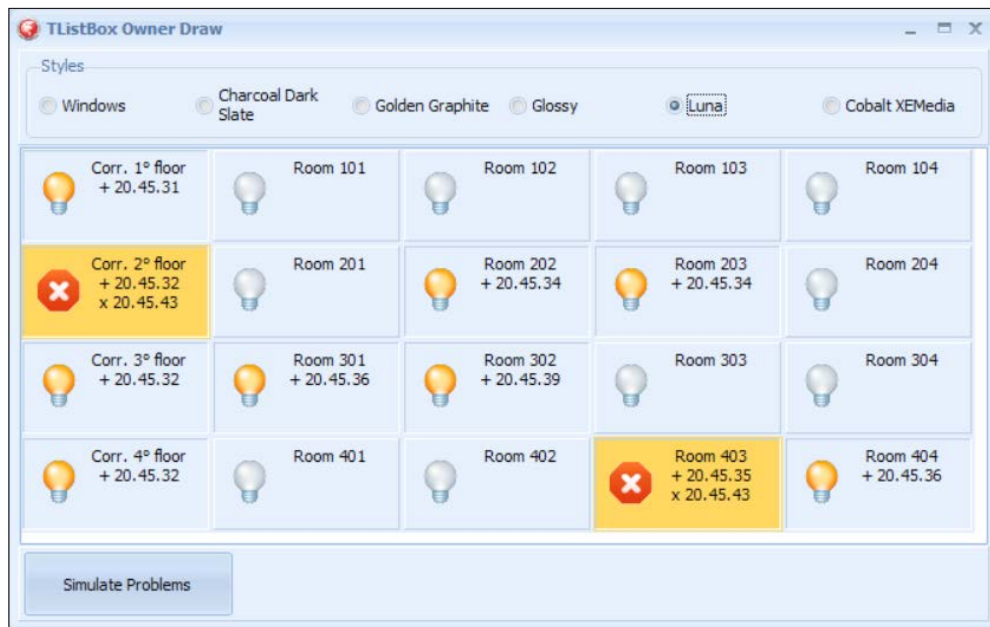 TListBox Owner Draw
Styles
Windows
Charcoal Dark
Slate
Golden Graphite
Glossy
Luna
Cobalt XEMedia
Corr. 1° floor
+ 20.45.31
Room 101
Room 102
Room 103
Room 104
Corr. 2° floor
+ 20.45.32
x 20.45.43
Room 201
Room 202
+ 20.45.34
Room 203
+ 20.45.34
Room 204
Corr. 3° floor
+ 20.45.32
Room 301
+ 20.45.36
Room 302
+ 20.45.39
Room 303
Room 304
Corr. 4° floor
+ 20.45.32
Room 401
Room 402
Room 403
+ 20.45.35
x 20.45.43
Room 404
+ 20.45.36
Simulate Problems